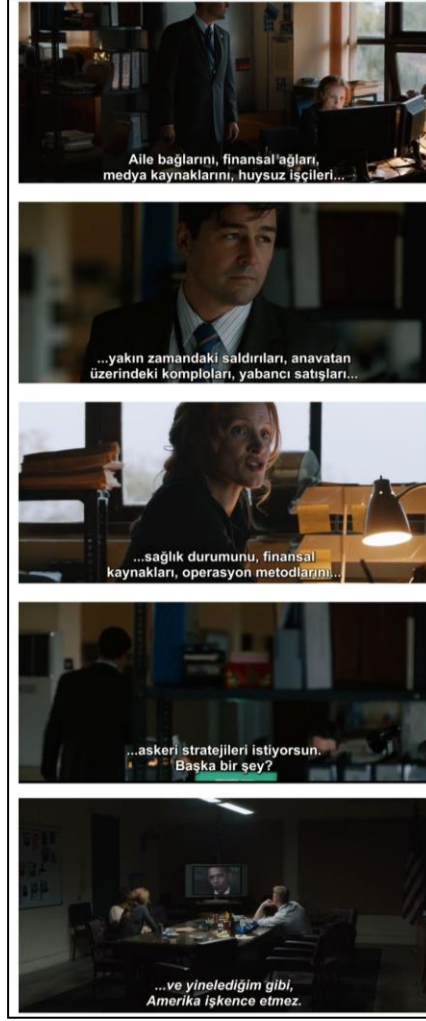 Aile bağlarını, finansal ağları,
medya kaynaklarını, huysuz işçileri...
...yakın zamandaki saldırıları, anavatan
üzerindeki komploları, yabancı satışları...
...sağlık durumunu, finansal
kaynakları, operasyon metodlarını...
...askeri stratejileri istiyorsun.
Başka bir şey?
...ve yinelediğim gibi,
Amerika işkence etmez.